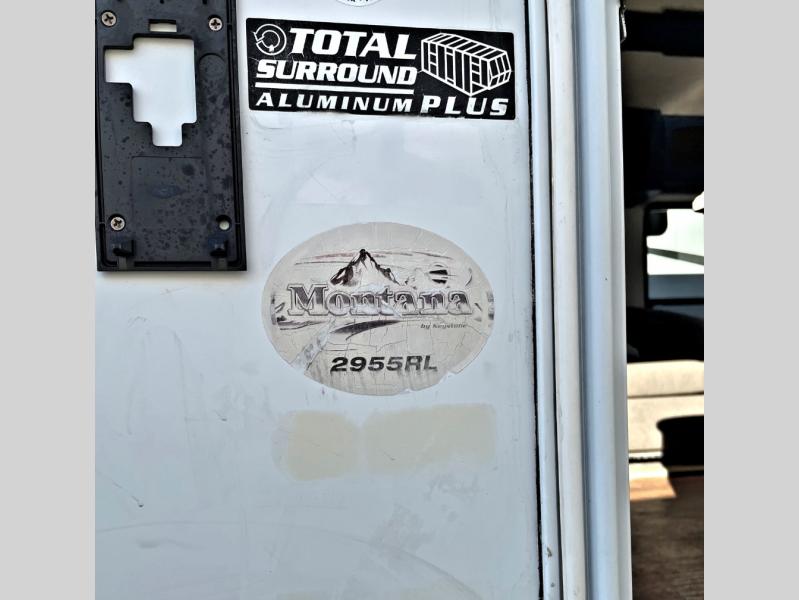 TOTAL
SURROUND
ALUMINUM PLUS
Montana
by Keystone
2955RL